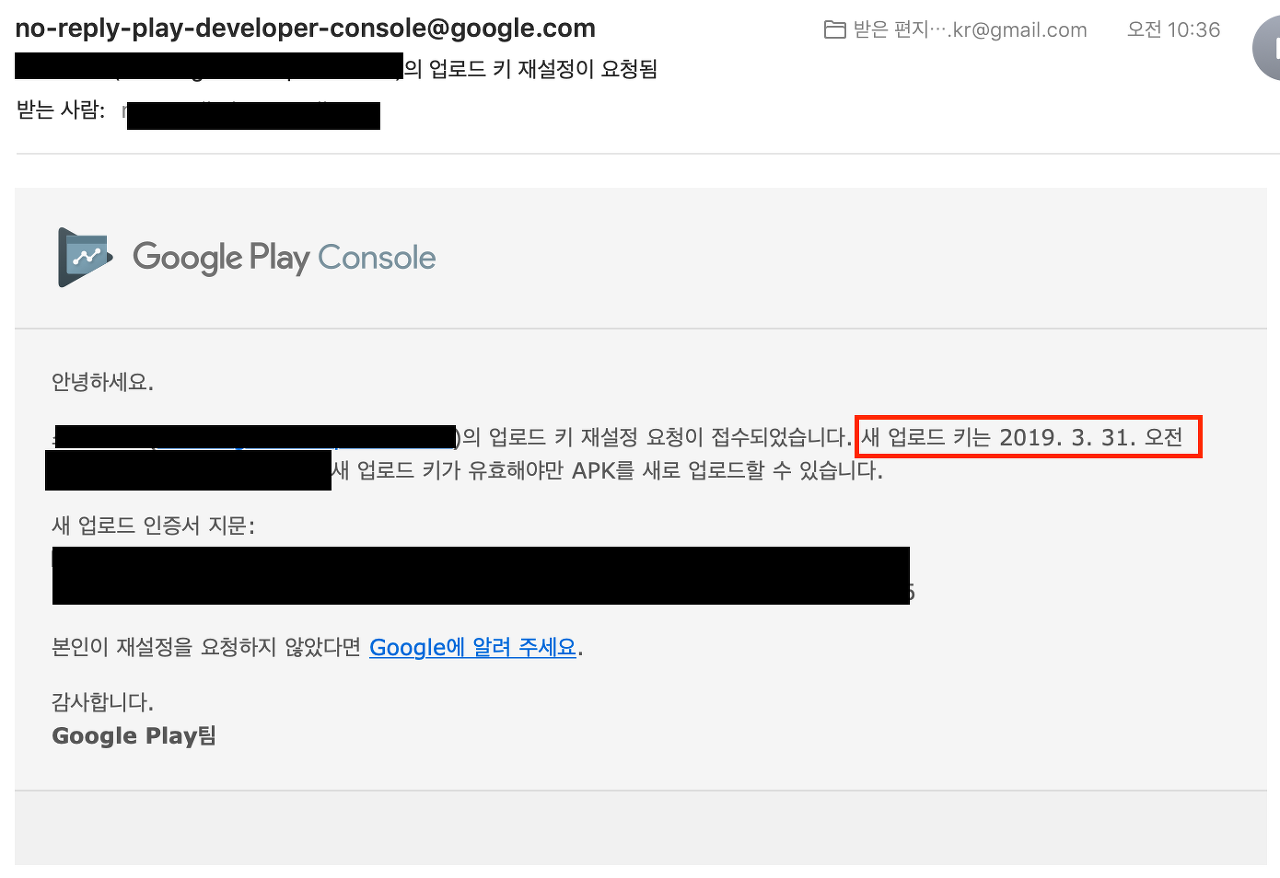 no-reply-play-developer-console@google.com
받은 편지….kr@gmail.com
오전 10:36
의 업로드 키 재설정이 요청됨
받는 사람:
Google Play Console
안녕하세요.
)의 업로드 키 재설정 요청이 접수되었습니다. 새 업로드 키는 2019. 3. 31. 오전
새 업로드 키가 유효해야만 APK를 새로 업로드할 수 있습니다.
새 업로드 인증서 지문:
본인이 재설정을 요청하지 않았다면 Google에 알려 주세요.
감사합니다.
Google Play팀